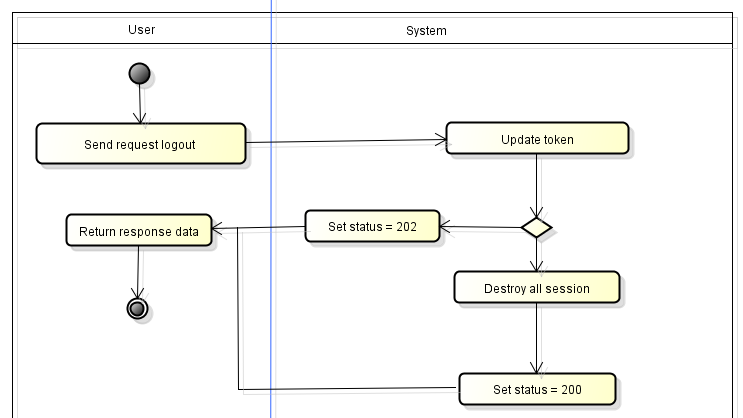 User
System
Send request logout
Update token
Return response data
Set status = 202
Destroy all session
Set status = 200